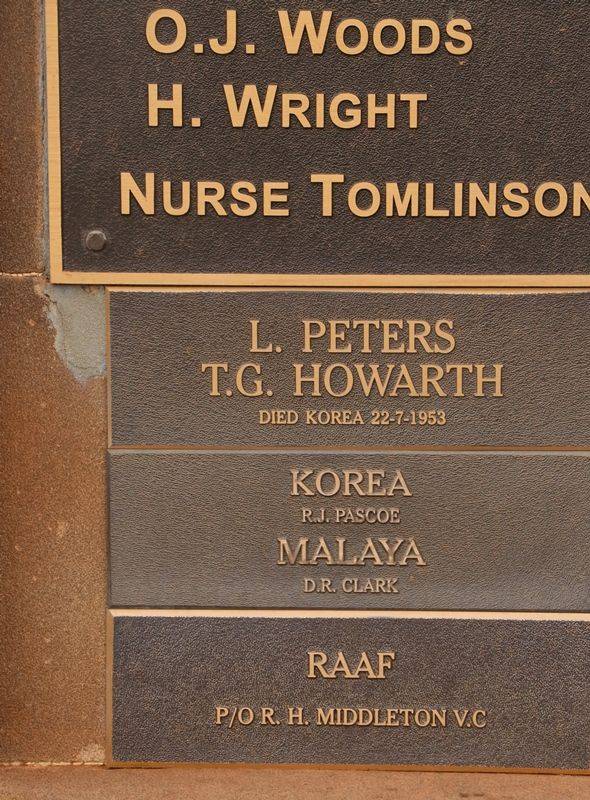 O.J. WOODS
H. WRIGHT
NURSE TOMLINSON
L. PETERS
T.G. HOWARTH
DIED KOREA 22-7-1953
KOREA
R.J. PASCOE
MALAYA
D.R. CLARK
RAAF
P/O R. H. MIDDLETON V.C